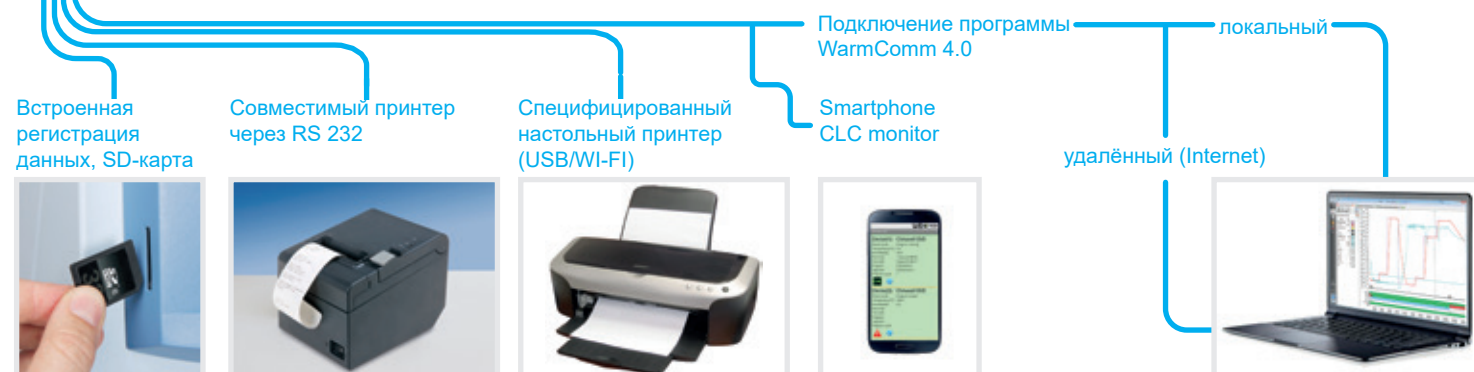 Подключение программы
WarmComm 4.0
локальный
Встроенная
регистрация
данных, SD-карта
Совместимый принтер
через RS 232
Специфицированный
настольный принтер
(USB/WI-FI)
Smartphone
CLC monitor
удалённый (Internet)